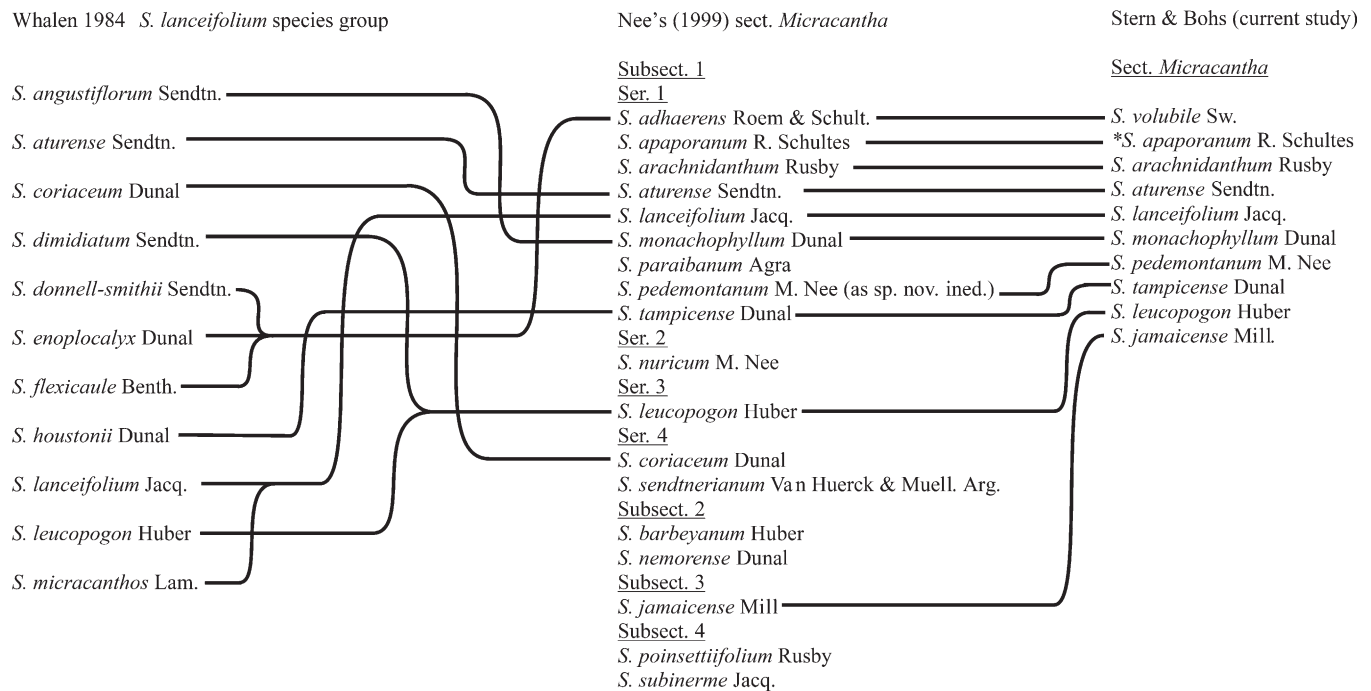 Whalen 1984 S. lanceifolium species group
S. angustiflorum Sendtn.
S. aturense Sendtn.
S. coriaceum Dunal
S. dimidiatum Sendtn.
S. donnell-smithii Sendtn.
S. enoplocalyx Dunal
S. flexicaule Benth.
S. houstonii Dunal
S. lanceifolium Jacq.
S. leucopogon Huber
S. micracanthos Lam.
Nee's (1999) sect. Micracantha
Subsect. 1
Ser. 1
S. adhaerens Roem & Schult.
S. apaporanum R. Schultes
S. arachnidanthum Rusby
S. aturense Sendtn.
S. lanceifolium Jacq.
S. monachophyllum Dunal
S. paraibanum Agra
S. pedemontanum M. Nee (as sp. nov. ined.)
S. tampicense Dunal
Ser. 2
S. nuricum M. Nee
Ser. 3
S. leucopogon Huber
Ser. 4
S. coriaceum Dunal
S. sendtnerianum Van Huerck & Muell. Arg.
Subsect. 2
S. barbeyanum Huber
S. nemorense Dunal
Subsect. 3
S. jamaicense Mill
Subsect. 4
S. poinsettiifolium Rusby
S. subinerme Jacq.
Stern & Bohs (current study)
Sect. Micracantha
S. volubile Sw.
*S. apaporanum R. Schultes
S. arachnidanthum Rusby
S. aturense Sendtn.
S. lanceifolium Jacq.
S. monachophyllum Dunal
S. pedemontanum M. Nee
S. tampicense Dunal
S. leucopogon Huber
S. jamaicense Mill.